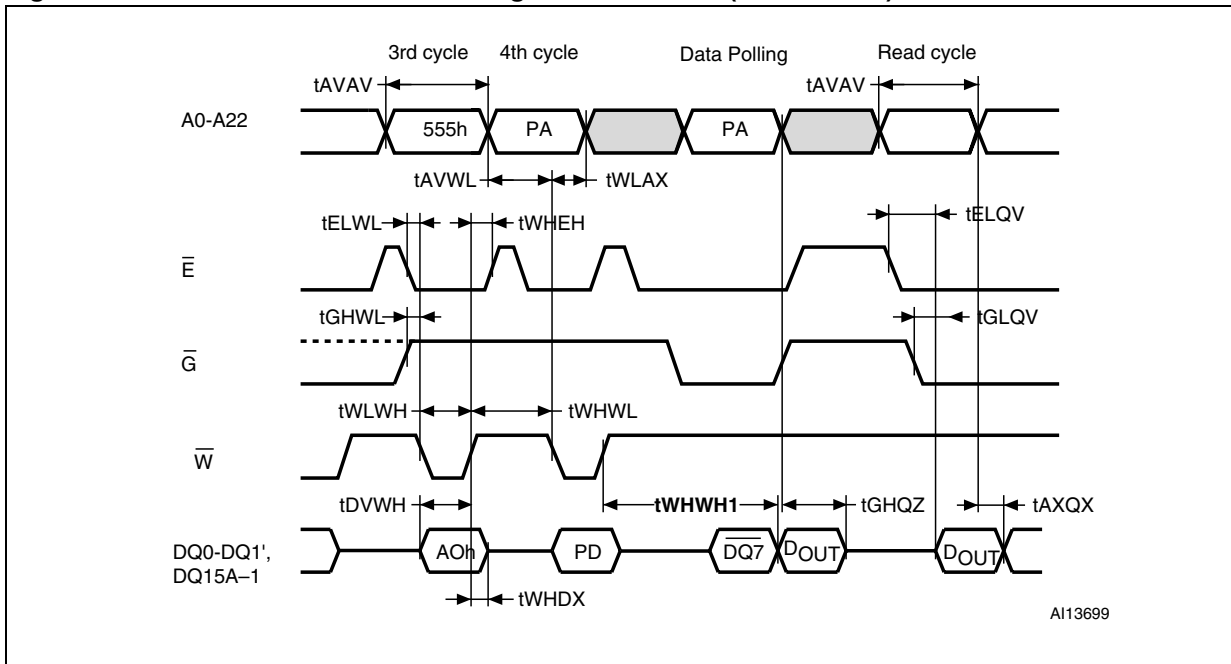 3rd cycle 4th cycle Data Polling Read cycle
tAVAV tAVAV
A0-A22 555h PA PA
tAVWL tWLAX
tELWL tWHEH tELQV
E
tGHWL tGLQV
G
tWLWH tWHWL
W
tDVWH tWHWH1 tGHQZ tAXQX
DQ0-DQ1', AOh PD DQ7 DOUT DOUT
DQ15A–1
tWHDX
AI13699